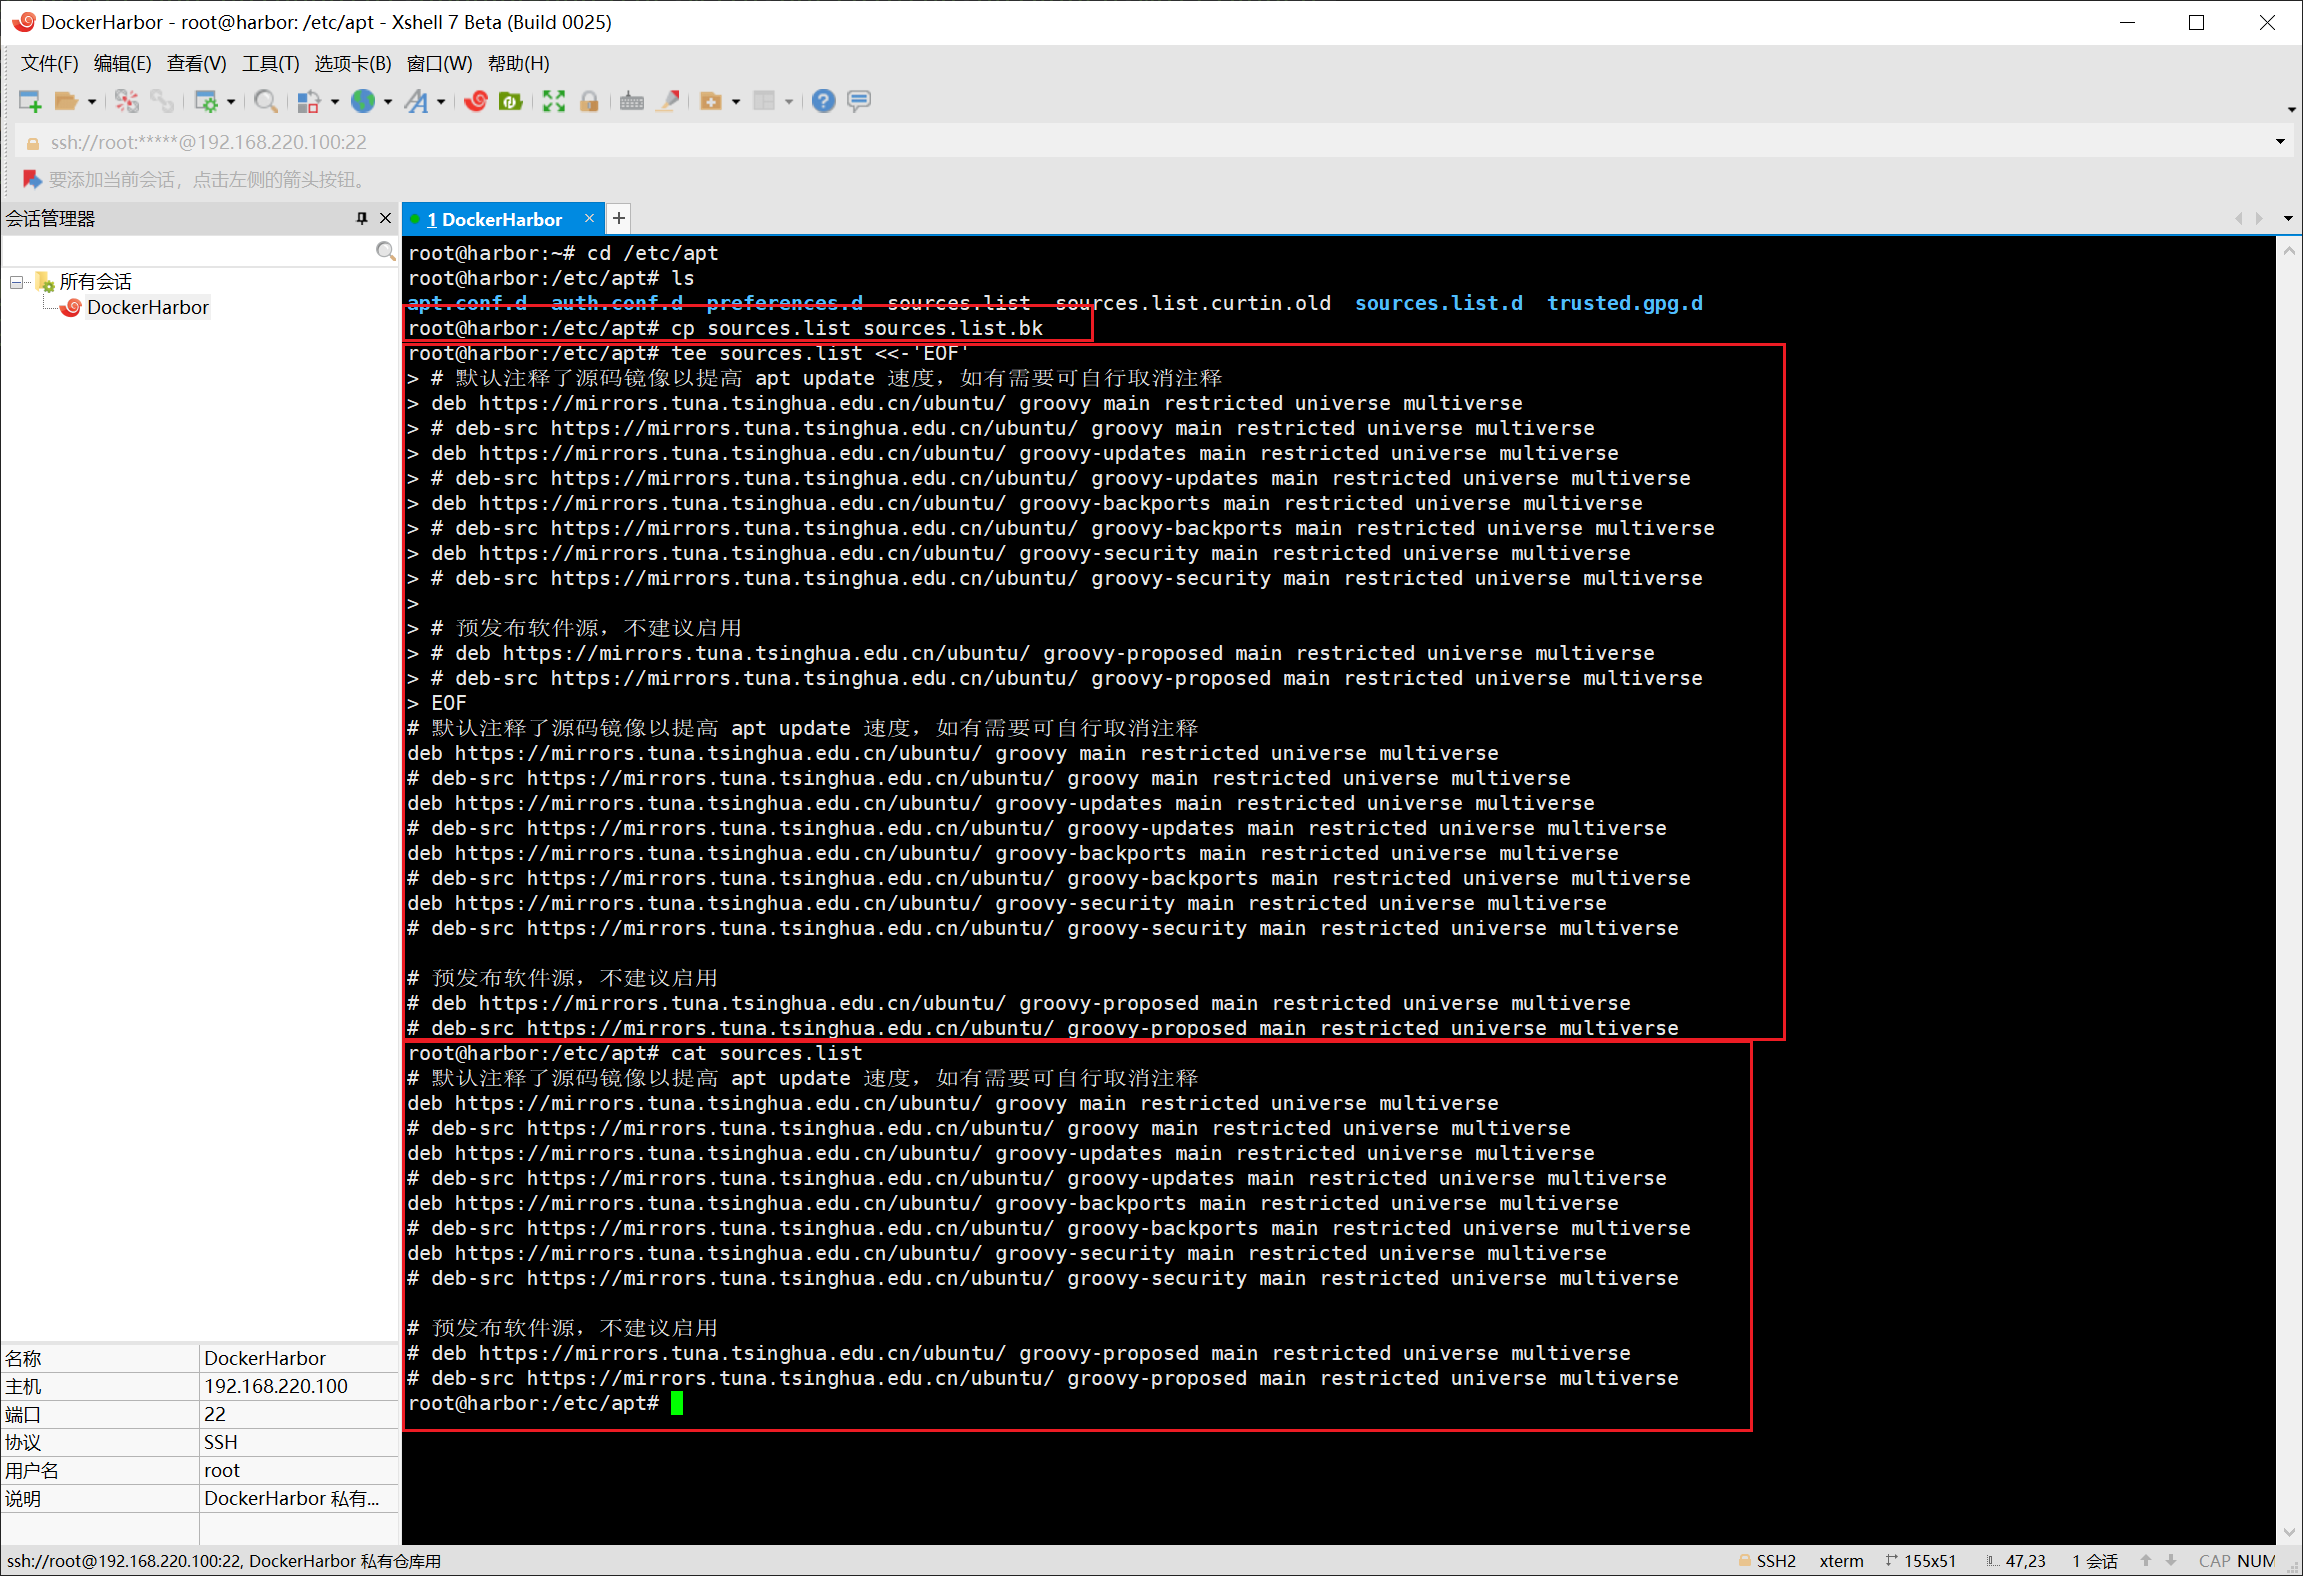 DockerHarbor - root@harbor: /etc/apt - Xshell 7 Beta (Build 0025)
文件(F) 编辑(E) 查看(V) 工具(T) 选项卡(B) 窗口(W) 帮助(H)
ssh://root:*****@192.168.220.100:22
要添加当前会话，点击左侧的箭头按钮。
会话管理器
所有会话
DockerHarbor
1 DockerHarbor
root@harbor:~# cd /etc/apt
root@harbor:/etc/apt# ls
apt.conf.d auth.conf.d preferences.d sources.list sources.list.curtin.old sources.list.d trusted.gpg.d
root@harbor:/etc/apt# cp sources.list sources.list.bk
root@harbor:/etc/apt# tee sources.list <<-'EOF'
> # 默认注释了源码镜像以提高 apt update 速度，如有需要可自行取消注释
> deb https://mirrors.tuna.tsinghua.edu.cn/ubuntu/ groovy main restricted universe multiverse
> # deb-src https://mirrors.tuna.tsinghua.edu.cn/ubuntu/ groovy main restricted universe multiverse
> deb https://mirrors.tuna.tsinghua.edu.cn/ubuntu/ groovy-updates main restricted universe multiverse
> # deb-src https://mirrors.tuna.tsinghua.edu.cn/ubuntu/ groovy-updates main restricted universe multiverse
> deb https://mirrors.tuna.tsinghua.edu.cn/ubuntu/ groovy-backports main restricted universe multiverse
> # deb-src https://mirrors.tuna.tsinghua.edu.cn/ubuntu/ groovy-backports main restricted universe multiverse
> deb https://mirrors.tuna.tsinghua.edu.cn/ubuntu/ groovy-security main restricted universe multiverse
> # deb-src https://mirrors.tuna.tsinghua.edu.cn/ubuntu/ groovy-security main restricted universe multiverse
>
> # 预发布软件源，不建议启用
> # deb https://mirrors.tuna.tsinghua.edu.cn/ubuntu/ groovy-proposed main restricted universe multiverse
> # deb-src https://mirrors.tuna.tsinghua.edu.cn/ubuntu/ groovy-proposed main restricted universe multiverse
> EOF
# 默认注释了源码镜像以提高 apt update 速度，如有需要可自行取消注释
deb https://mirrors.tuna.tsinghua.edu.cn/ubuntu/ groovy main restricted universe multiverse
# deb-src https://mirrors.tuna.tsinghua.edu.cn/ubuntu/ groovy main restricted universe multiverse
deb https://mirrors.tuna.tsinghua.edu.cn/ubuntu/ groovy-updates main restricted universe multiverse
# deb-src https://mirrors.tuna.tsinghua.edu.cn/ubuntu/ groovy-updates main restricted universe multiverse
deb https://mirrors.tuna.tsinghua.edu.cn/ubuntu/ groovy-backports main restricted universe multiverse
# deb-src https://mirrors.tuna.tsinghua.edu.cn/ubuntu/ groovy-backports main restricted universe multiverse
deb https://mirrors.tuna.tsinghua.edu.cn/ubuntu/ groovy-security main restricted universe multiverse
# deb-src https://mirrors.tuna.tsinghua.edu.cn/ubuntu/ groovy-security main restricted universe multiverse
# 预发布软件源，不建议启用
# deb https://mirrors.tuna.tsinghua.edu.cn/ubuntu/ groovy-proposed main restricted universe multiverse
# deb-src https://mirrors.tuna.tsinghua.edu.cn/ubuntu/ groovy-proposed main restricted universe multiverse
root@harbor:/etc/apt# cat sources.list
# 默认注释了源码镜像以提高 apt update 速度，如有需要可自行取消注释
deb https://mirrors.tuna.tsinghua.edu.cn/ubuntu/ groovy main restricted universe multiverse
# deb-src https://mirrors.tuna.tsinghua.edu.cn/ubuntu/ groovy main restricted universe multiverse
deb https://mirrors.tuna.tsinghua.edu.cn/ubuntu/ groovy-updates main restricted universe multiverse
# deb-src https://mirrors.tuna.tsinghua.edu.cn/ubuntu/ groovy-updates main restricted universe multiverse
deb https://mirrors.tuna.tsinghua.edu.cn/ubuntu/ groovy-backports main restricted universe multiverse
# deb-src https://mirrors.tuna.tsinghua.edu.cn/ubuntu/ groovy-backports main restricted universe multiverse
deb https://mirrors.tuna.tsinghua.edu.cn/ubuntu/ groovy-security main restricted universe multiverse
# deb-src https://mirrors.tuna.tsinghua.edu.cn/ubuntu/ groovy-security main restricted universe multiverse
# 预发布软件源，不建议启用
# deb https://mirrors.tuna.tsinghua.edu.cn/ubuntu/ groovy-proposed main restricted universe multiverse
# deb-src https://mirrors.tuna.tsinghua.edu.cn/ubuntu/ groovy-proposed main restricted universe multiverse
root@harbor:/etc/apt#
名称 DockerHarbor
主机 192.168.220.100
端口 22
协议 SSH
用户名 root
说明 DockerHarbor 私有...
ssh://root@192.168.220.100:22, DockerHarbor 私有仓库用 SSH2 xterm 155x51 47,23 1 会话 CAP NUM